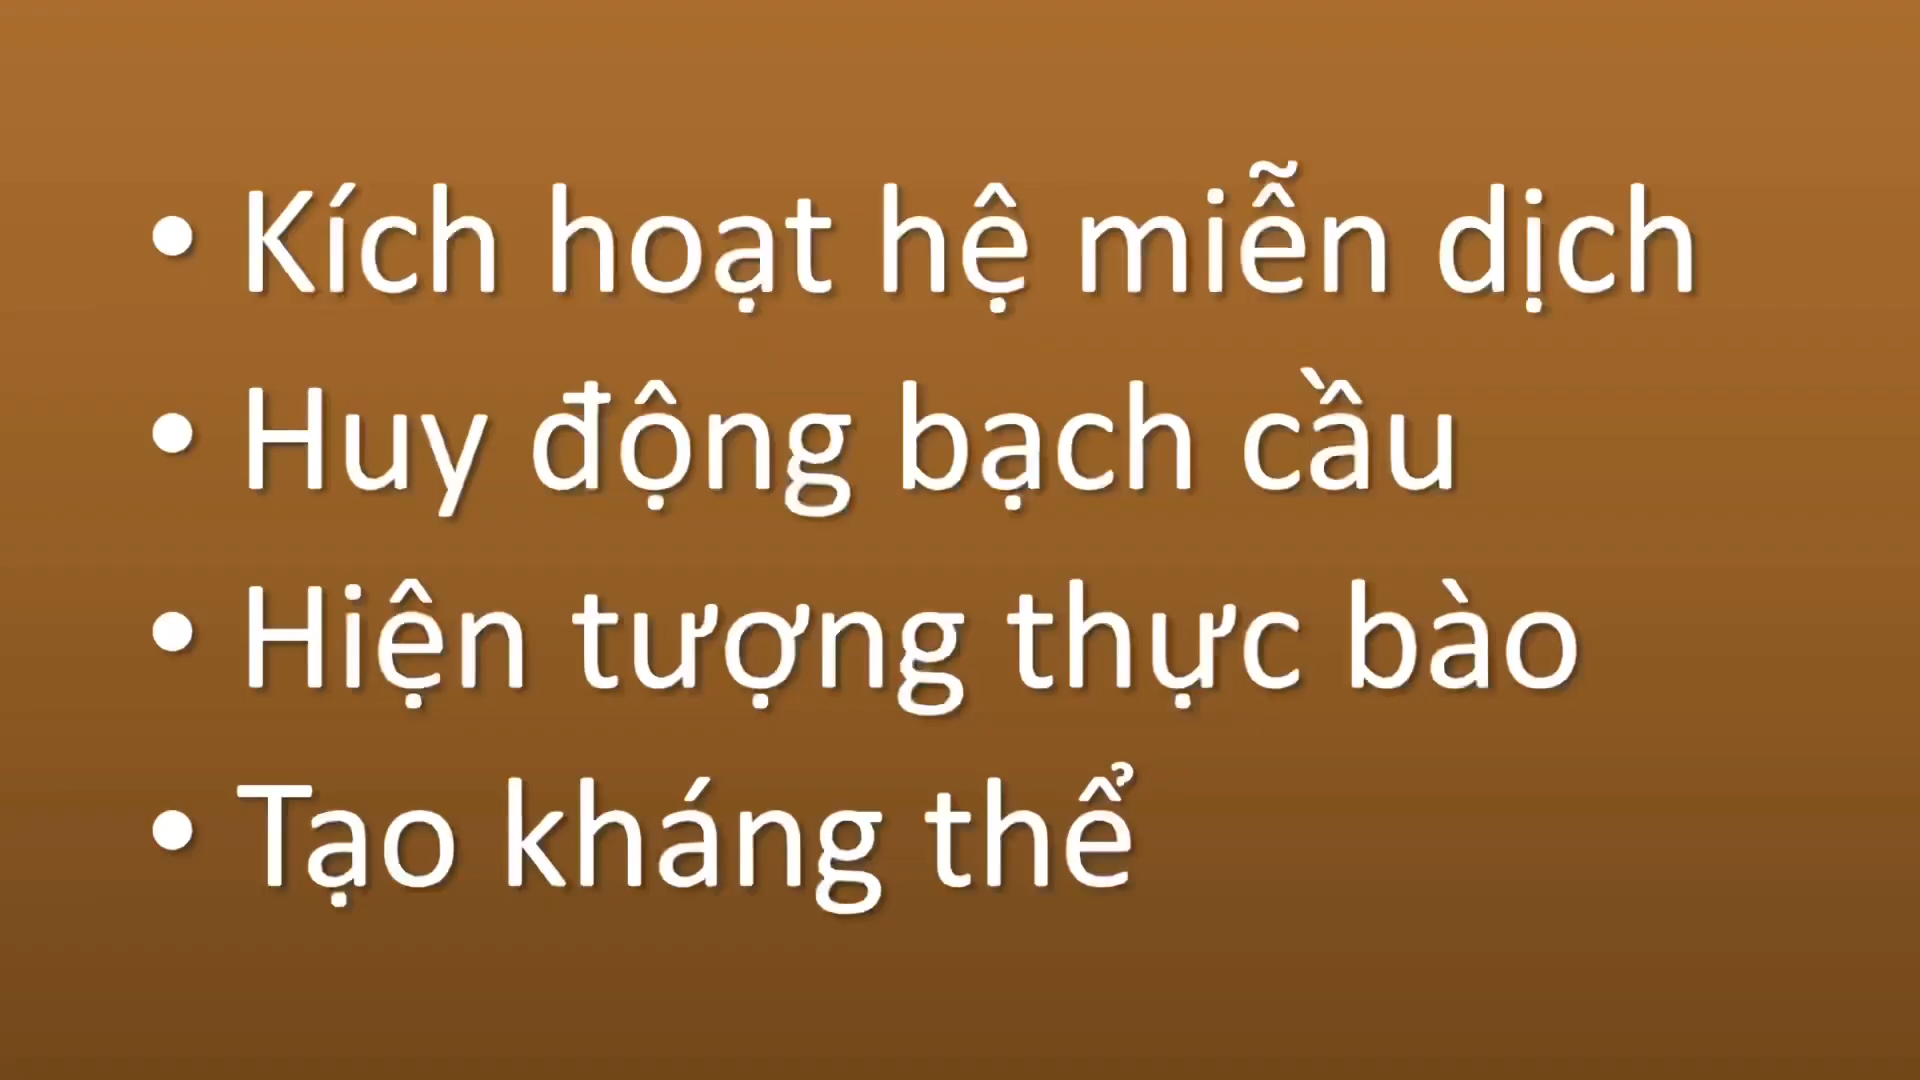 • Kích hoạt hệ miễn dịch
• Huy động bạch cầu
• Hiện tượng thực bào
• Tạo kháng thể